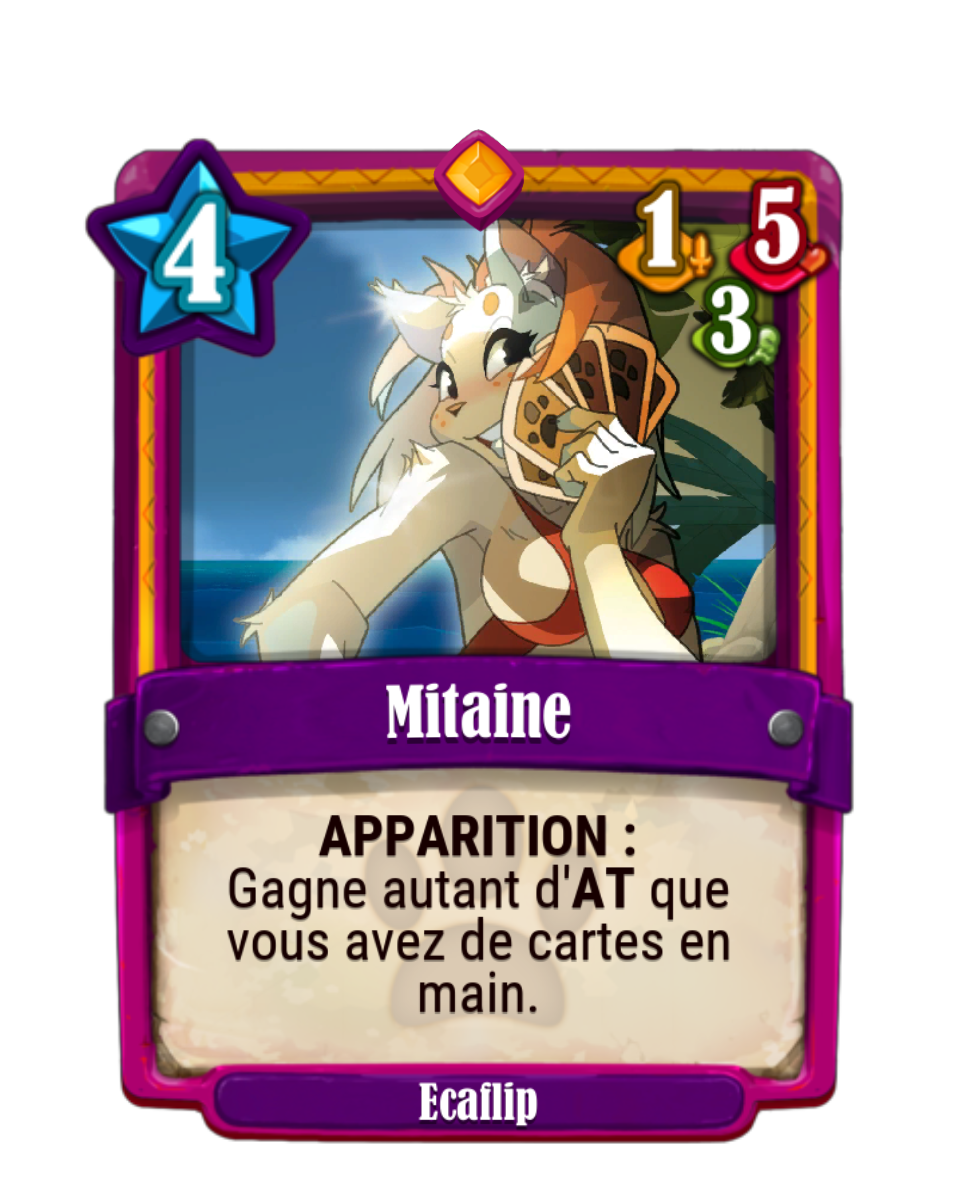 4
1
5
3
Mitaine
APPARITION :
Gagne autant d'AT que
vous avez de cartes en
main.
Ecaflip